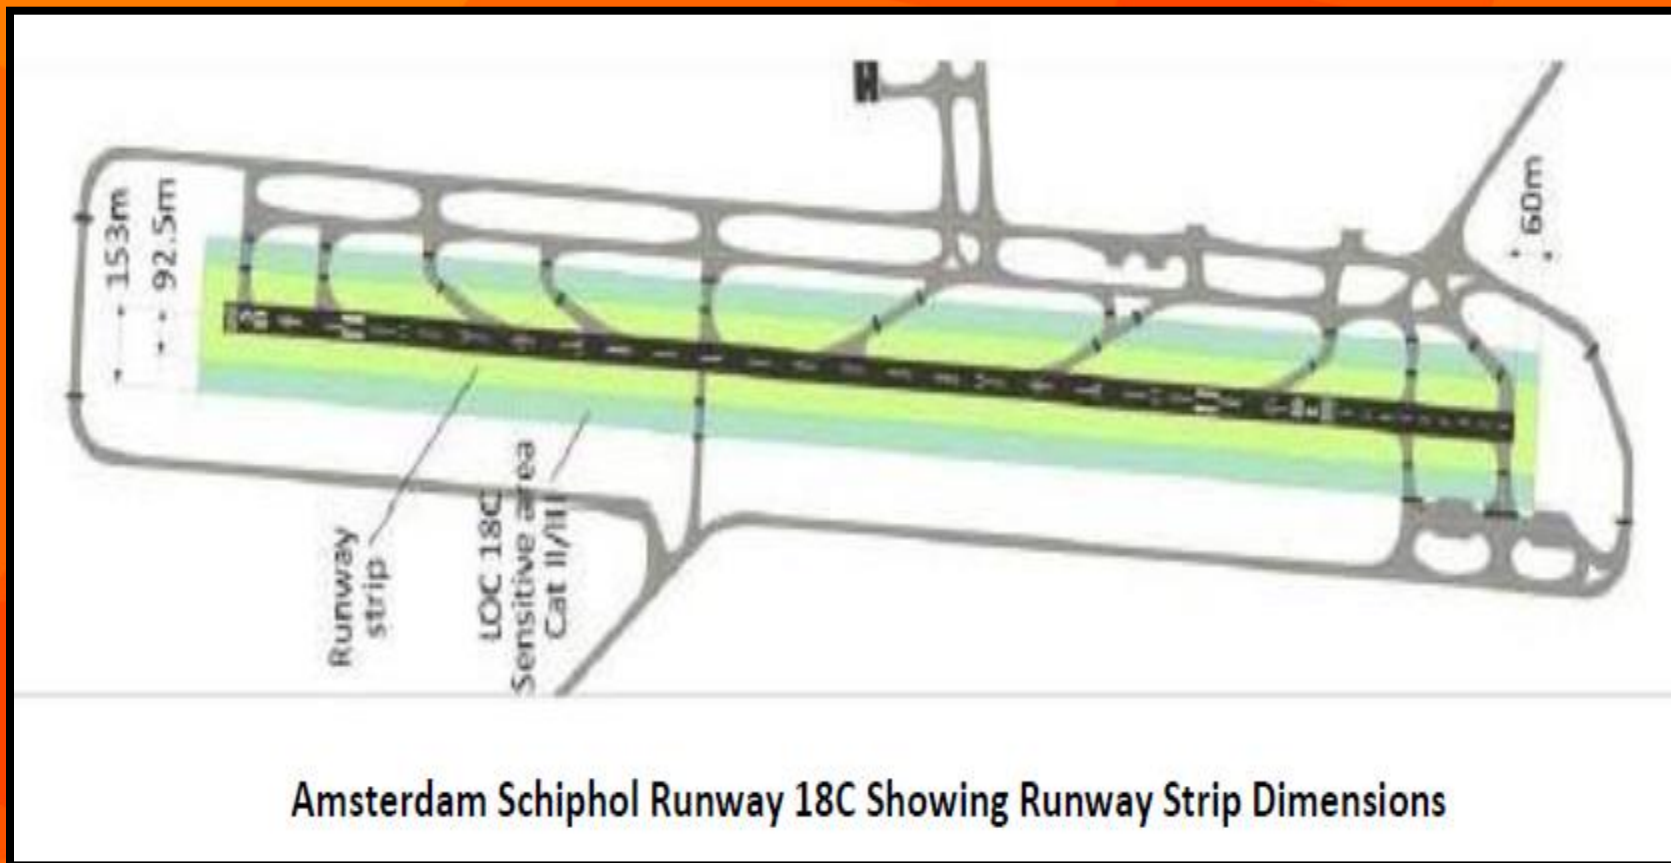 153m
92.5m
60m
Runway
strip
LOC 18C
Sensitive area
Cat II/III
Amsterdam Schiphol Runway 18C Showing Runway Strip Dimensions